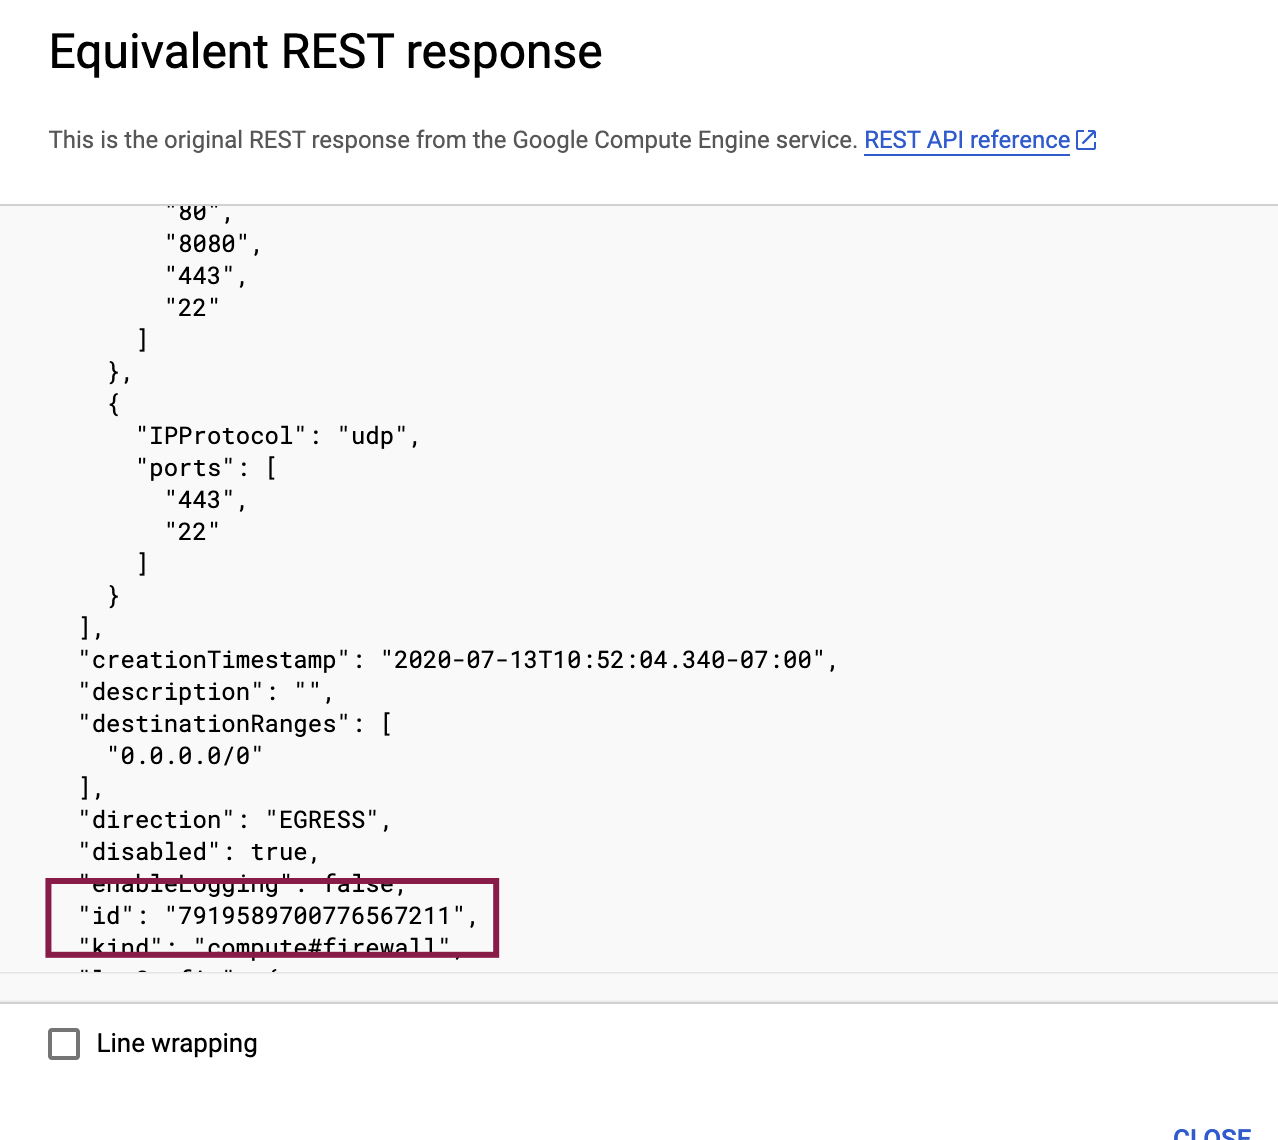 Equivalent REST response
This is the original REST response from the Google Compute Engine service. REST API reference
"80",
"8080",
"443",
"22"
]
},
{
"IPProtocol": "udp",
"ports": [
"443",
"22"
]
}
],
"creationTimestamp": "2020-07-13T10:52:04.340-07:00",
"description": "",
"destinationRanges": [
"0.0.0.0/0"
],
"direction": "EGRESS",
"disabled": true,
"enableLogging": false,
"id": "7919589700776567211",
"kind": "compute#firewall",
Line wrapping
CLOSE